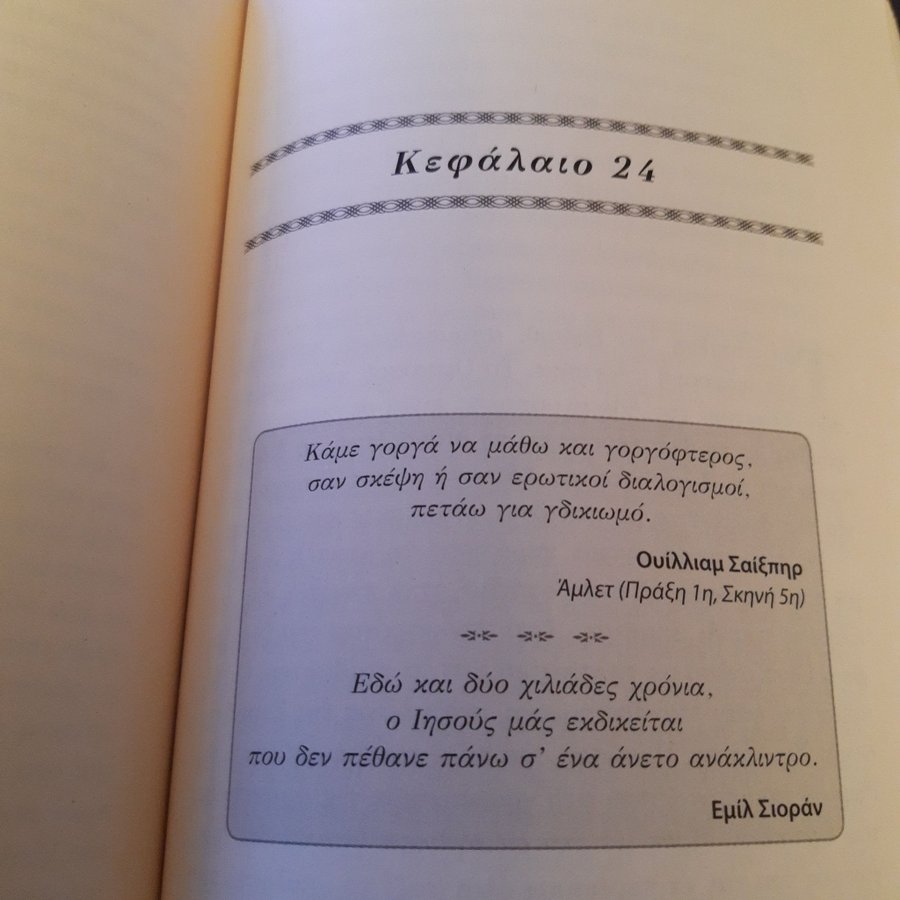 Κεφάλαιο 24
Κάμε γοργά να μάθω και γοργόφτερος,
σαν σκέψη ή σαν ερωτικοί διαλογισμοί,
πετάω για γδικιωμό.
Ουίλλιαμ Σαίξπηρ
Άμλετ (Πράξη 1η, Σκηνή 5η)
Εδώ και δύο χιλιάδες χρόνια,
ο Ιησούς μάς εκδικείται
που δεν πέθανε πάνω σ' ένα άνετο ανάκλιντρο.
Εμίλ Σιοράν